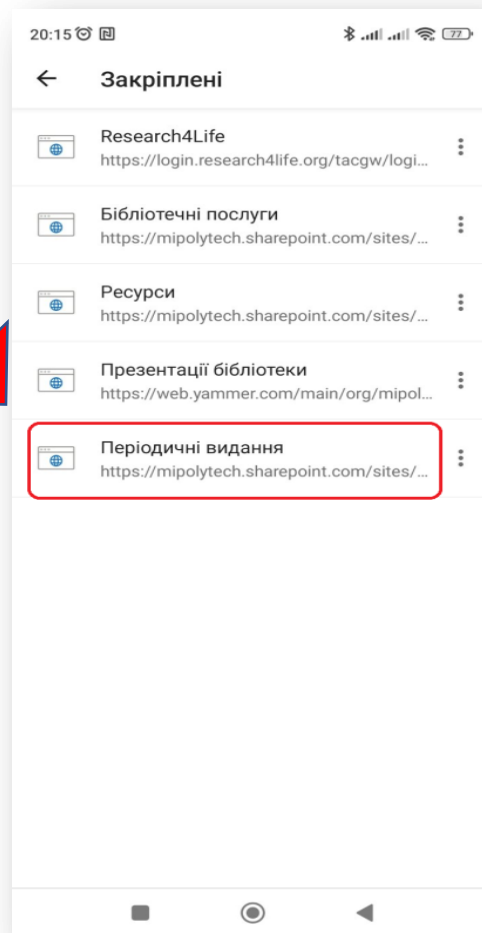 20:15 77
Закріплені
Research4Life
https://login.research4life.org/tacgw/logi...
Бібліотечні послуги
https://mipolytech.sharepoint.com/sites/...
Ресурси
https://mipolytech.sharepoint.com/sites/...
Презентації бібліотеки
https://web.yammer.com/main/org/mipol...
Періодичні видання
https://mipolytech.sharepoint.com/sites/...